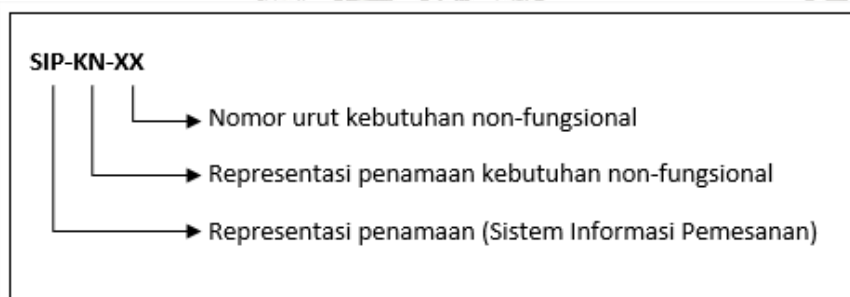 SIP-KN-XX
Nomor urut kebutuhan non-fungsional
Representasi penamaan kebutuhan non-fungsional
Representasi penamaan (Sistem Informasi Pemesanan)